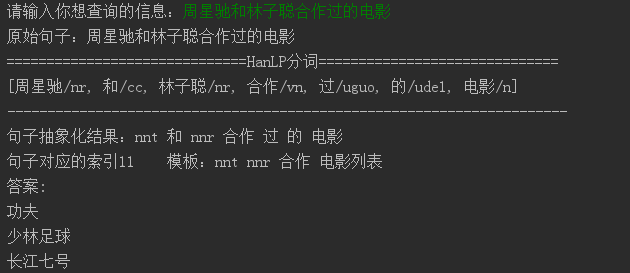 请输入你想查询的信息：周星驰和林子聪合作过的电影
原始句子：周星驰和林子聪合作过的电影
==============================HanLP分词==============================
[周星驰/nr, 和/cc, 林子聪/nr, 合作/vn, 过/uguo, 的/ude1, 电影/n]
----------------------------------------------------------------------
句子抽象化结果：nnt 和 nnr 合作 过 的 电影
句子对应的索引11    模板：nnt nnr 合作 电影列表
答案:
功夫
少林足球
长江七号